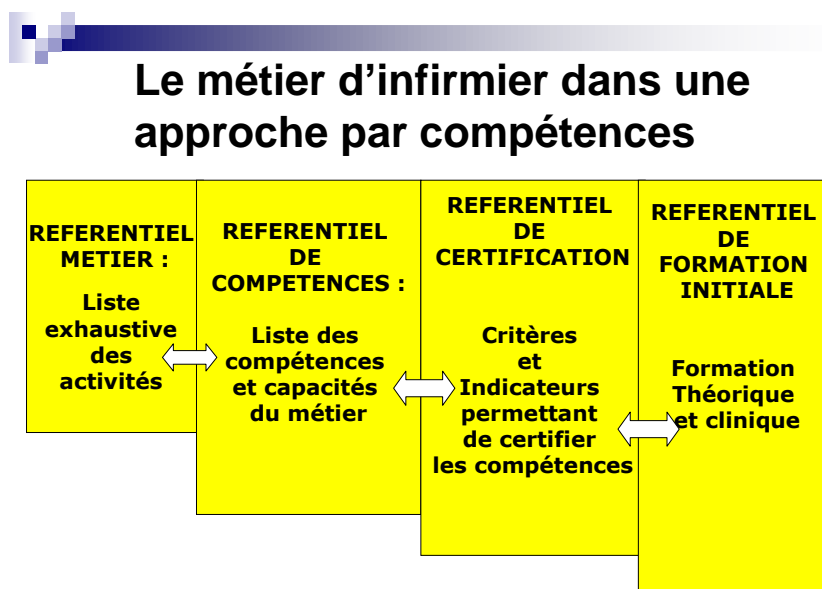 Le métier d’infirmier dans une
approche par compétences
REFERENTIEL
METIER :
Liste
exhaustive
des
activités
REFERENTIEL
DE
COMPETENCES :
Liste des
compétences
et capacités
du métier
REFERENTIEL
DE
CERTIFICATION
Critères
et
Indicateurs
permettant
de certifier
les compétences
REFERENTIEL
DE
FORMATION
INITIALE
Formation
Théorique
et clinique